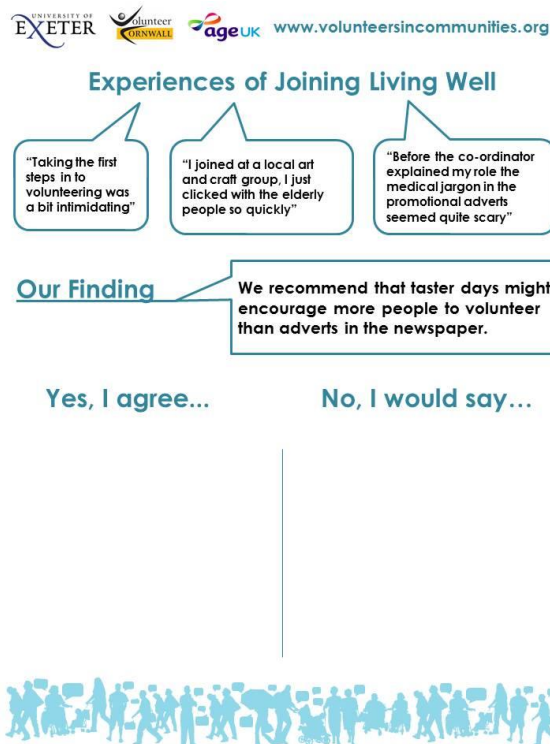 UNIVERSITY OF
EXETER
Volunteer
CORNWALL
age UK
www.volunteersincommunities.org
Experiences of Joining Living Well
“Taking the first
steps in to
volunteering was
a bit intimidating”
“I joined at a local art
and craft group, I just
clicked with the elderly
people so quickly”
“Before the co-ordinator
explained my role the
medical jargon in the
promotional adverts
seemed quite scary”
Our Finding
We recommend that taster days might
encourage more people to volunteer
than adverts in the newspaper.
Yes, I agree...
No, I would say...